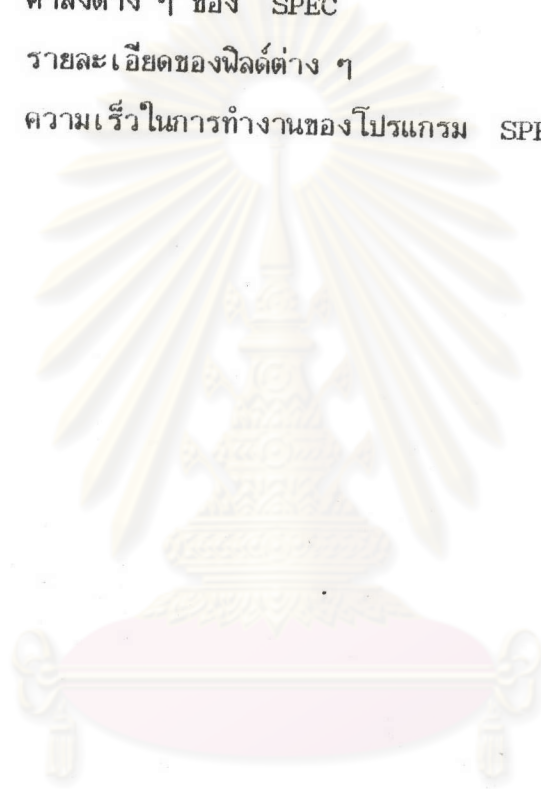 คำสั่งต่าง ๆ ของ SPEC
รายละเอียดของฟิลด์ต่าง ๆ
ความเร็วในการทำงานของโปรแกรม SPE